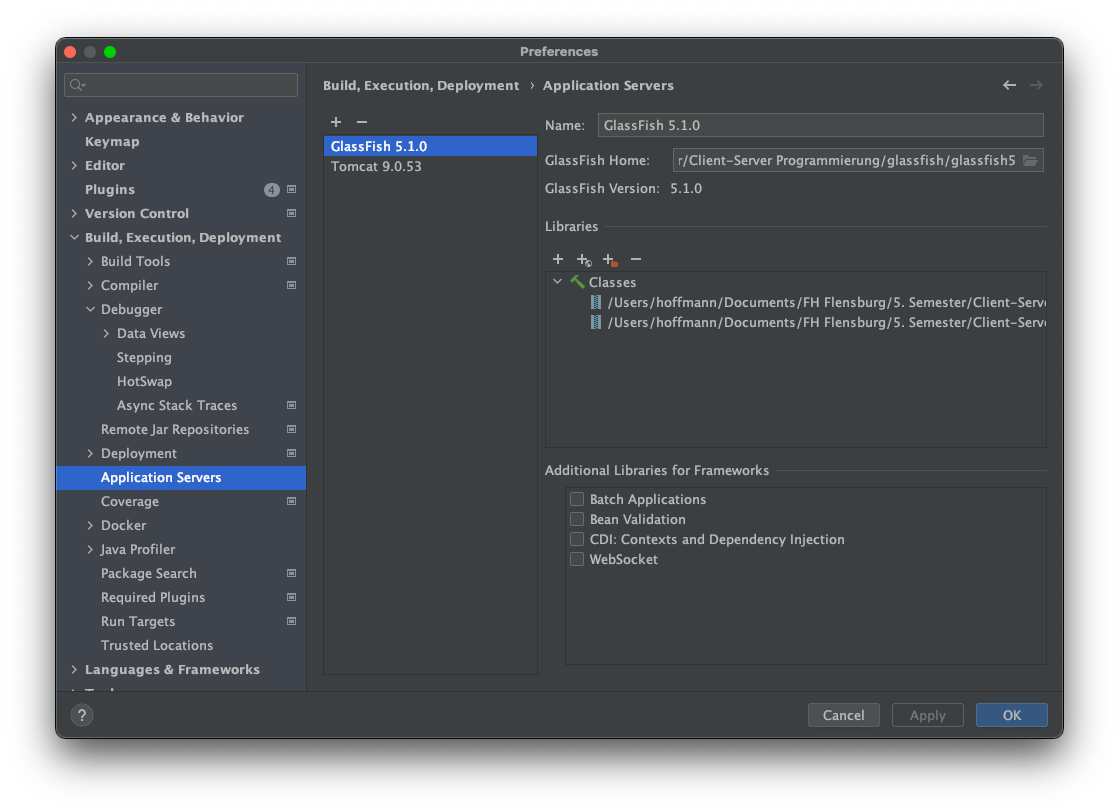 Preferences
Appearance & Behavior
Keymap
Editor
Plugins 4
Version Control
Build, Execution, Deployment
Build Tools
Compiler
Debugger
Data Views
Stepping
HotSwap
Async Stack Traces
Remote Jar Repositories
Deployment
Application Servers
Coverage
Docker
Java Profiler
Package Search
Required Plugins
Run Targets
Trusted Locations
Languages & Frameworks
Build, Execution, Deployment › Application Servers
GlassFish 5.1.0
Tomcat 9.0.53
Name: GlassFish 5.1.0
GlassFish Home: r/Client-Server Programmierung/glassfish/glassfish5
GlassFish Version: 5.1.0
Libraries
Classes
/Users/hoffmann/Documents/FH Flensburg/5. Semester/Client-Serve
/Users/hoffmann/Documents/FH Flensburg/5. Semester/Client-Serve
Additional Libraries for Frameworks
Batch Applications
Bean Validation
CDI: Contexts and Dependency Injection
WebSocket
?
Cancel
Apply
OK